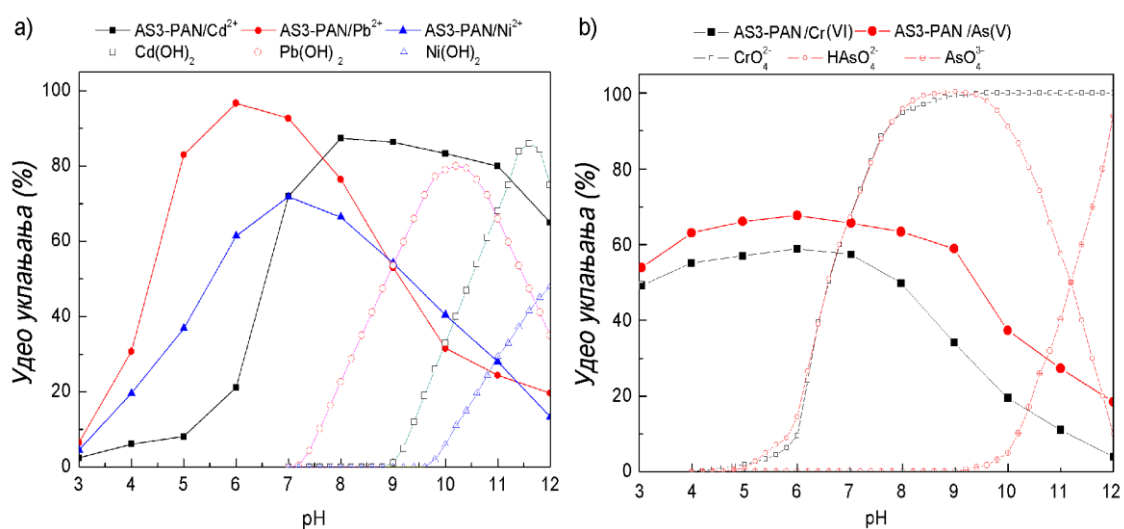 a)
AS3-PAN/Cd²⁺ AS3-PAN/Pb²⁺ AS3-PAN/Ni²⁺
Cd(OH)₂ Pb(OH)₂ Ni(OH)₂
Удео уклањања (%)
100
80
60
40
20
0
3 4 5 6 7 8 9 10 11 12
pH
b)
AS3-PAN/Cr(VI) AS3-PAN/As(V)
CrO₄²⁻ HAsO₄²⁻ AsO₄³⁻
Удео уклањања (%)
100
80
60
40
20
0
3 4 5 6 7 8 9 10 11 12
pH